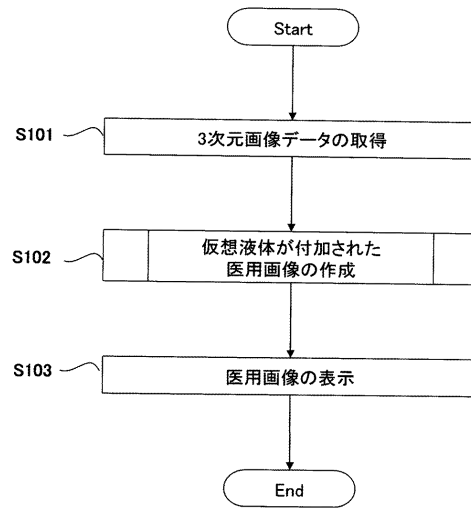 Start
S101
3次元画像データの取得
S102
仮想液体が付加された
医用画像の作成
S103
医用画像の表示
End